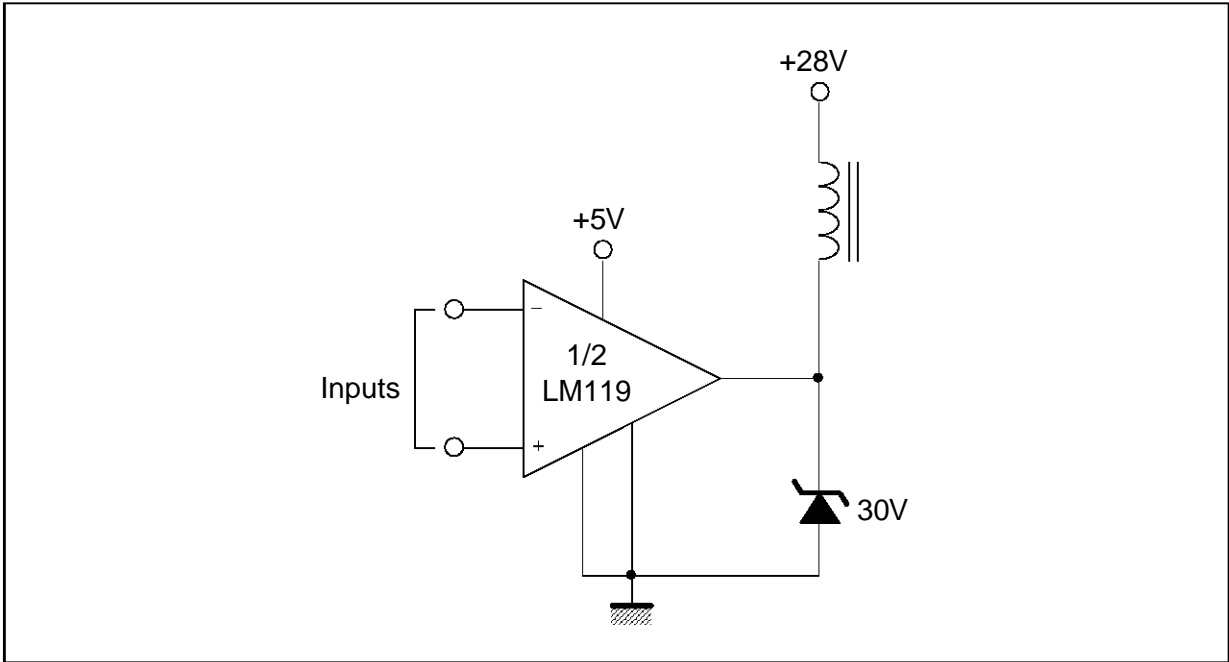 +28V
+5V
−
1/2
LM119
Inputs
+
30V